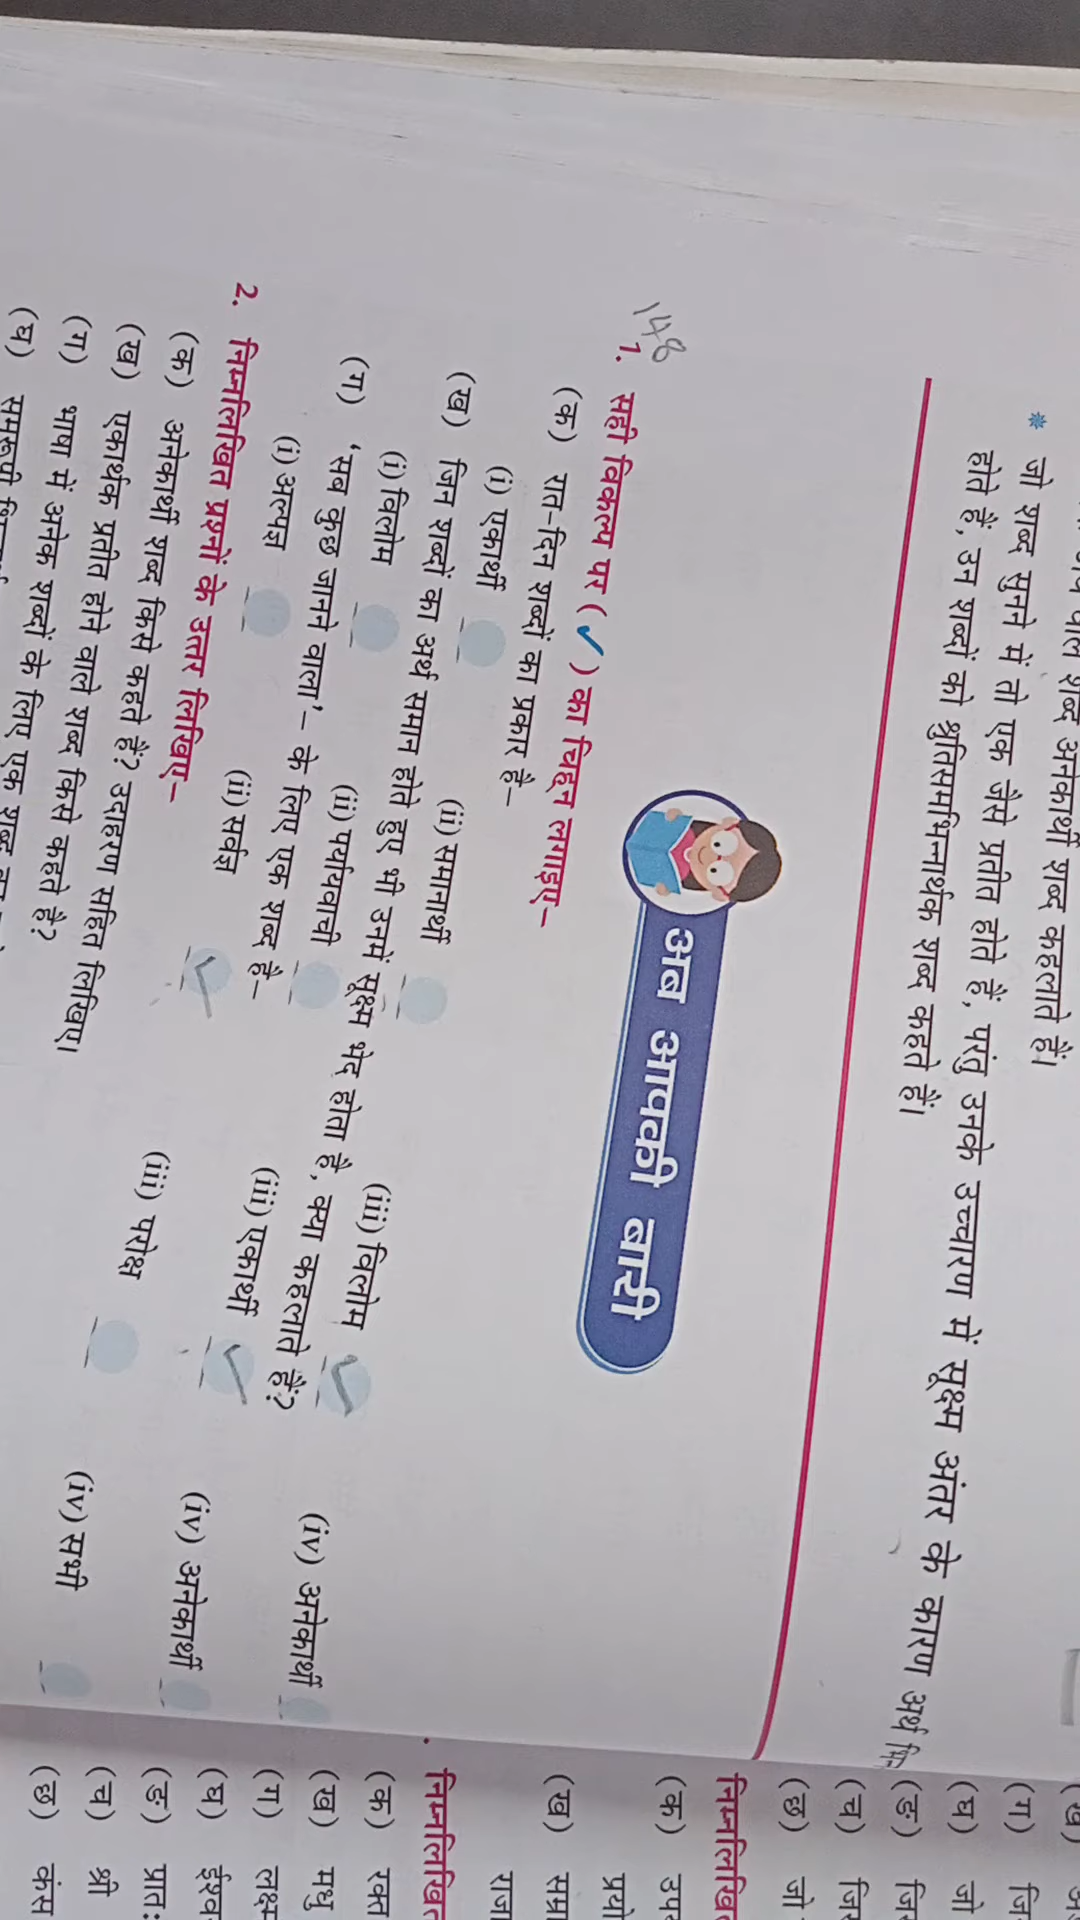 वाले शब्द अनेकार्थी शब्द कहलाते हैं।
* जो शब्द सुनने में तो एक जैसे प्रतीत होते हैं, परंतु उनके उच्चारण में सूक्ष्म अंतर के कारण अर्थ
होते हैं, उन शब्दों को श्रुतिसमभिन्नार्थक शब्द कहते हैं।
अब आपकी बारी
148
1. सही विकल्प पर (✓) का चिह्न लगाइए–
(क) रात-दिन शब्दों का प्रकार है–
(i) एकार्थी (ii) समानार्थी (iii) विलोम ✓ (iv) अनेकार्थी
(ख) जिन शब्दों का अर्थ समान होते हुए भी उनमें सूक्ष्म भेद होता है, क्या कहलाते हैं?
(i) विलोम (ii) पर्यायवाची (iii) एकार्थी ✓ (iv) अनेकार्थी
(ग) ‘सब कुछ जानने वाला’– के लिए एक शब्द है–
(i) अल्पज्ञ (ii) सर्वज्ञ ✓ (iii) परोक्ष (iv) सभी
2. निम्नलिखित प्रश्नों के उत्तर लिखिए–
(क) अनेकार्थी शब्द किसे कहते हैं? उदाहरण सहित लिखिए।
(ख) एकार्थक प्रतीत होने वाले शब्द किसे कहते हैं?
(ग) भाषा में अनेक शब्दों के लिए एक शब्द
(घ)
(ख)
(ग) जि
(घ) जो
(ङ) जि
(च) जि
(छ) जो
(क) उप
प्रयो
(ख) सम्रा
राजा
(क) रक्त
(ख) मधु
(ग)
(घ)
(ङ) प्रात:
(च) श्री
(छ) कंस